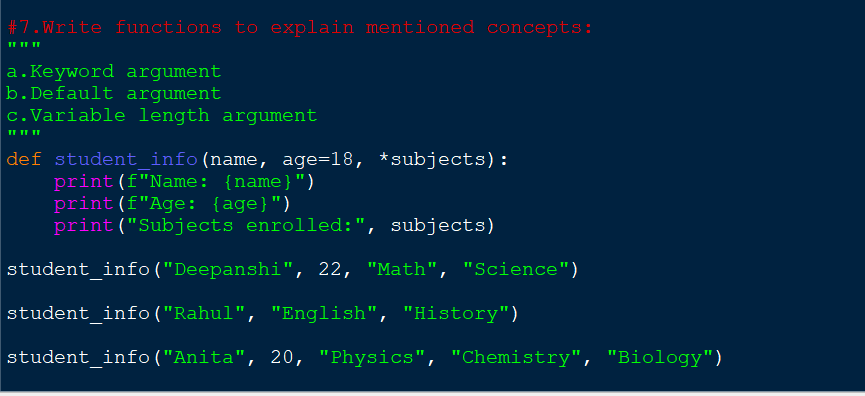 #7.Write functions to explain mentioned concepts:
"""
a.Keyword argument
b.Default argument
c.Variable length argument
"""
def student_info(name, age=18, *subjects):
    print(f"Name: {name}")
    print(f"Age: {age}")
    print("Subjects enrolled:", subjects)
student_info("Deepanshi", 22, "Math", "Science")
student_info("Rahul", "English", "History")
student_info("Anita", 20, "Physics", "Chemistry", "Biology")